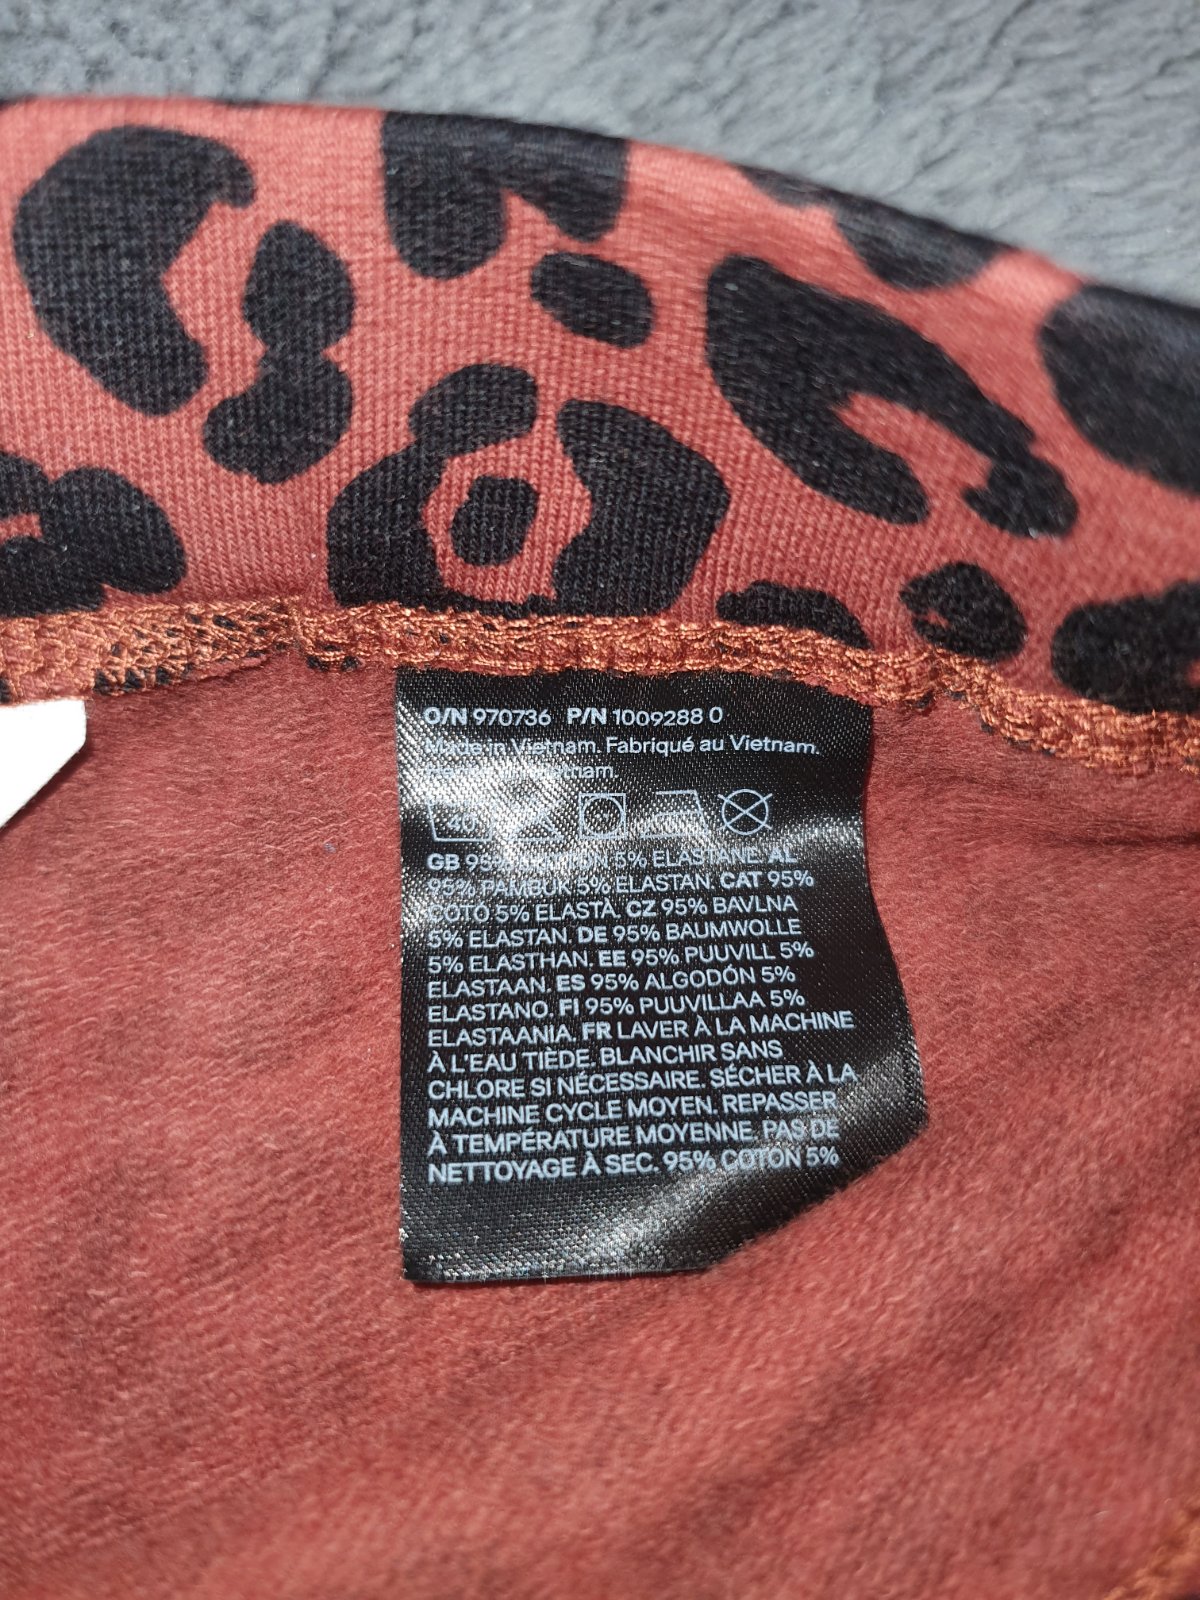 O/N 970736 P/N 1009288 0
Made in Vietnam. Fabriqué au Vietnam.
40
GB 95% COTTON 5% ELASTANE. AL
95% PAMBUK 5% ELASTAN. CAT 95%
COTÓ 5% ELASTÀ. CZ 95% BAVLNA
5% ELASTAN. DE 95% BAUMWOLLE
5% ELASTHAN. EE 95% PUUVILL 5%
ELASTAAN. ES 95% ALGODÓN 5%
ELASTANO. FI 95% PUUVILLAA 5%
ELASTAANIA. FR LAVER À LA MACHINE
À L'EAU TIÈDE. BLANCHIR SANS
CHLORE SI NÉCESSAIRE. SÉCHER À LA
MACHINE CYCLE MOYEN. REPASSER
À TEMPÉRATURE MOYENNE. PAS DE
NETTOYAGE À SEC. 95% COTON 5%